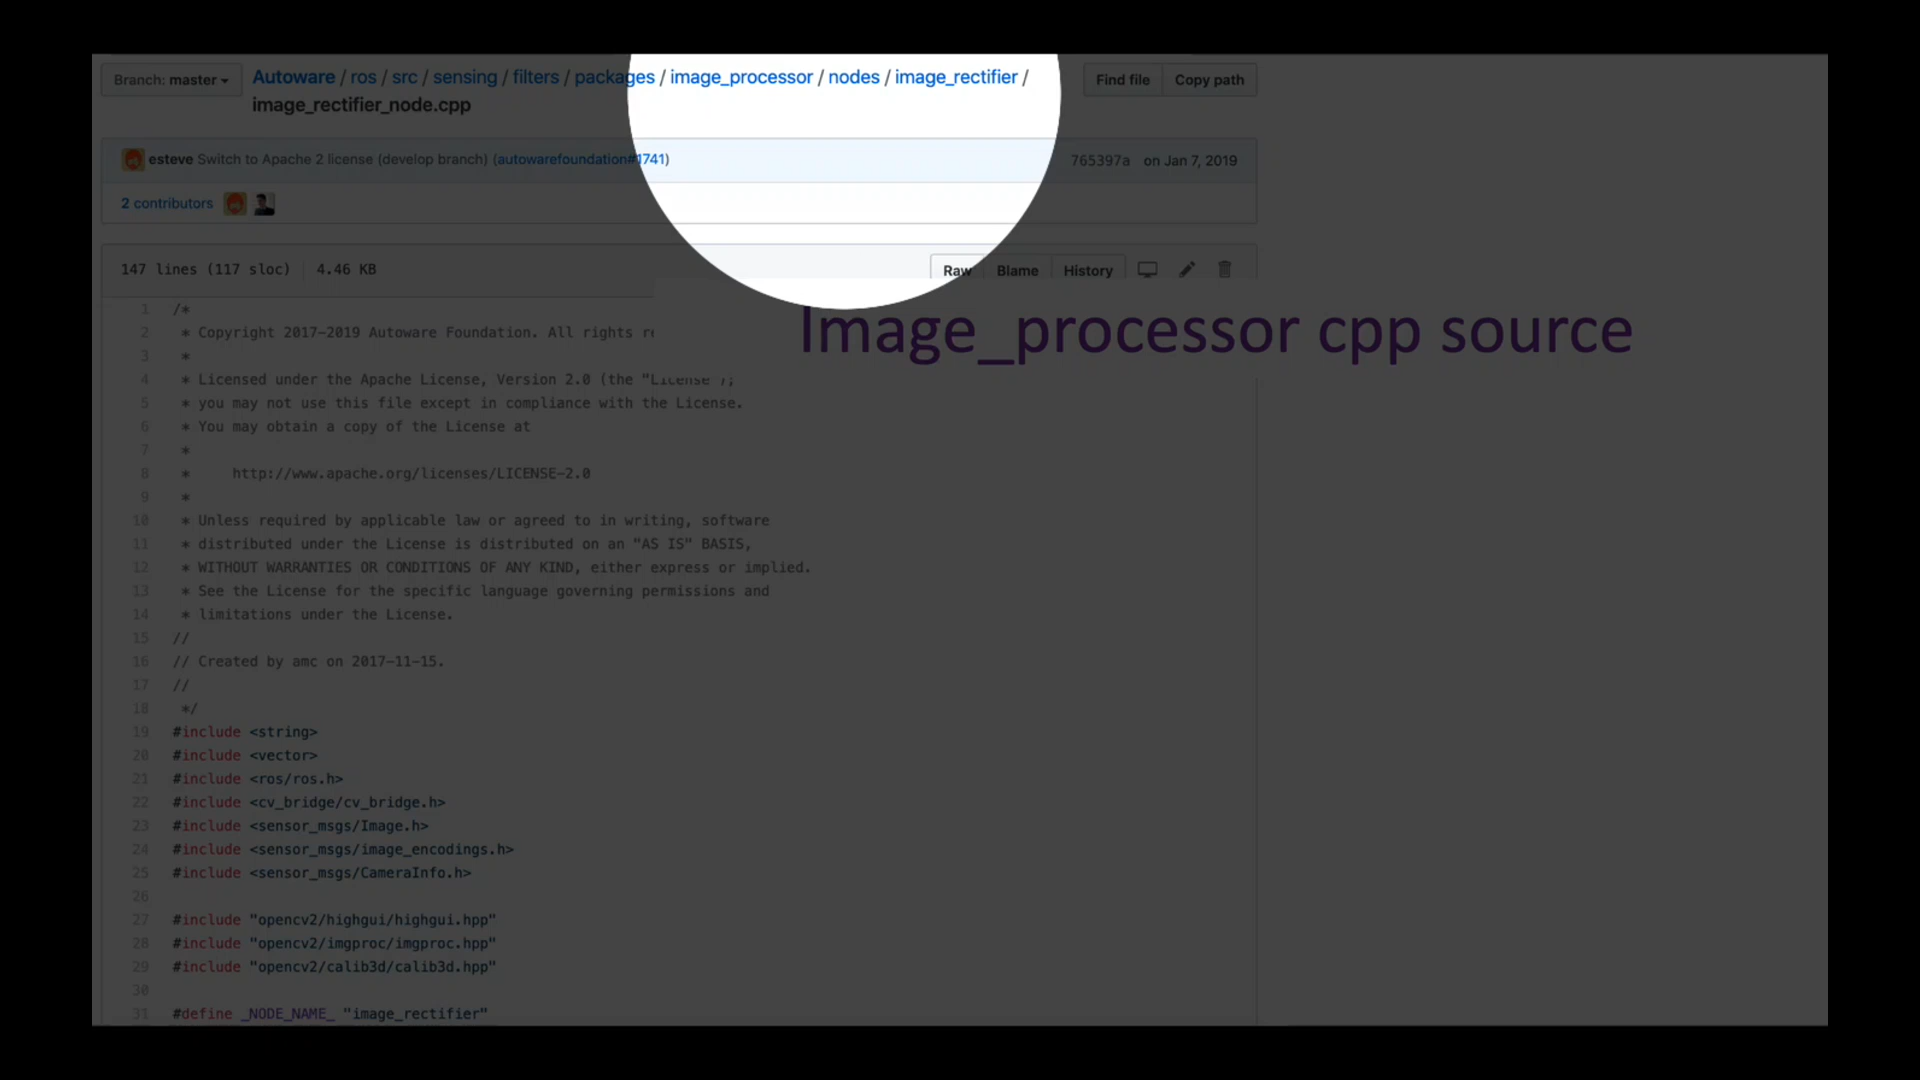 Branch: master
Autoware / ros / src / sensing / filters / packages / image_processor / nodes / image_rectifier /
image_rectifier_node.cpp
Find file
Copy path
esteve Switch to Apache 2 license (develop branch) (autowarefoundation#1741)
765397a on Jan 7, 2019
2 contributors
147 lines (117 sloc) 4.46 KB
Raw
Blame
History
Image_processor cpp source
1 /*
2 * Copyright 2017-2019 Autoware Foundation. All rights re
3 *
4 * Licensed under the Apache License, Version 2.0 (the "License");
5 * you may not use this file except in compliance with the License.
6 * You may obtain a copy of the License at
7 *
8 * http://www.apache.org/licenses/LICENSE-2.0
9 *
10 * Unless required by applicable law or agreed to in writing, software
11 * distributed under the License is distributed on an "AS IS" BASIS,
12 * WITHOUT WARRANTIES OR CONDITIONS OF ANY KIND, either express or implied.
13 * See the License for the specific language governing permissions and
14 * limitations under the License.
15 //
16 // Created by amc on 2017-11-15.
17 //
18 */
19 #include <string>
20 #include <vector>
21 #include <ros/ros.h>
22 #include <cv_bridge/cv_bridge.h>
23 #include <sensor_msgs/Image.h>
24 #include <sensor_msgs/image_encodings.h>
25 #include <sensor_msgs/CameraInfo.h>
26
27 #include "opencv2/highgui/highgui.hpp"
28 #include "opencv2/imgproc/imgproc.hpp"
29 #include "opencv2/calib3d/calib3d.hpp"
30
31 #define _NODE_NAME_ "image_rectifier"